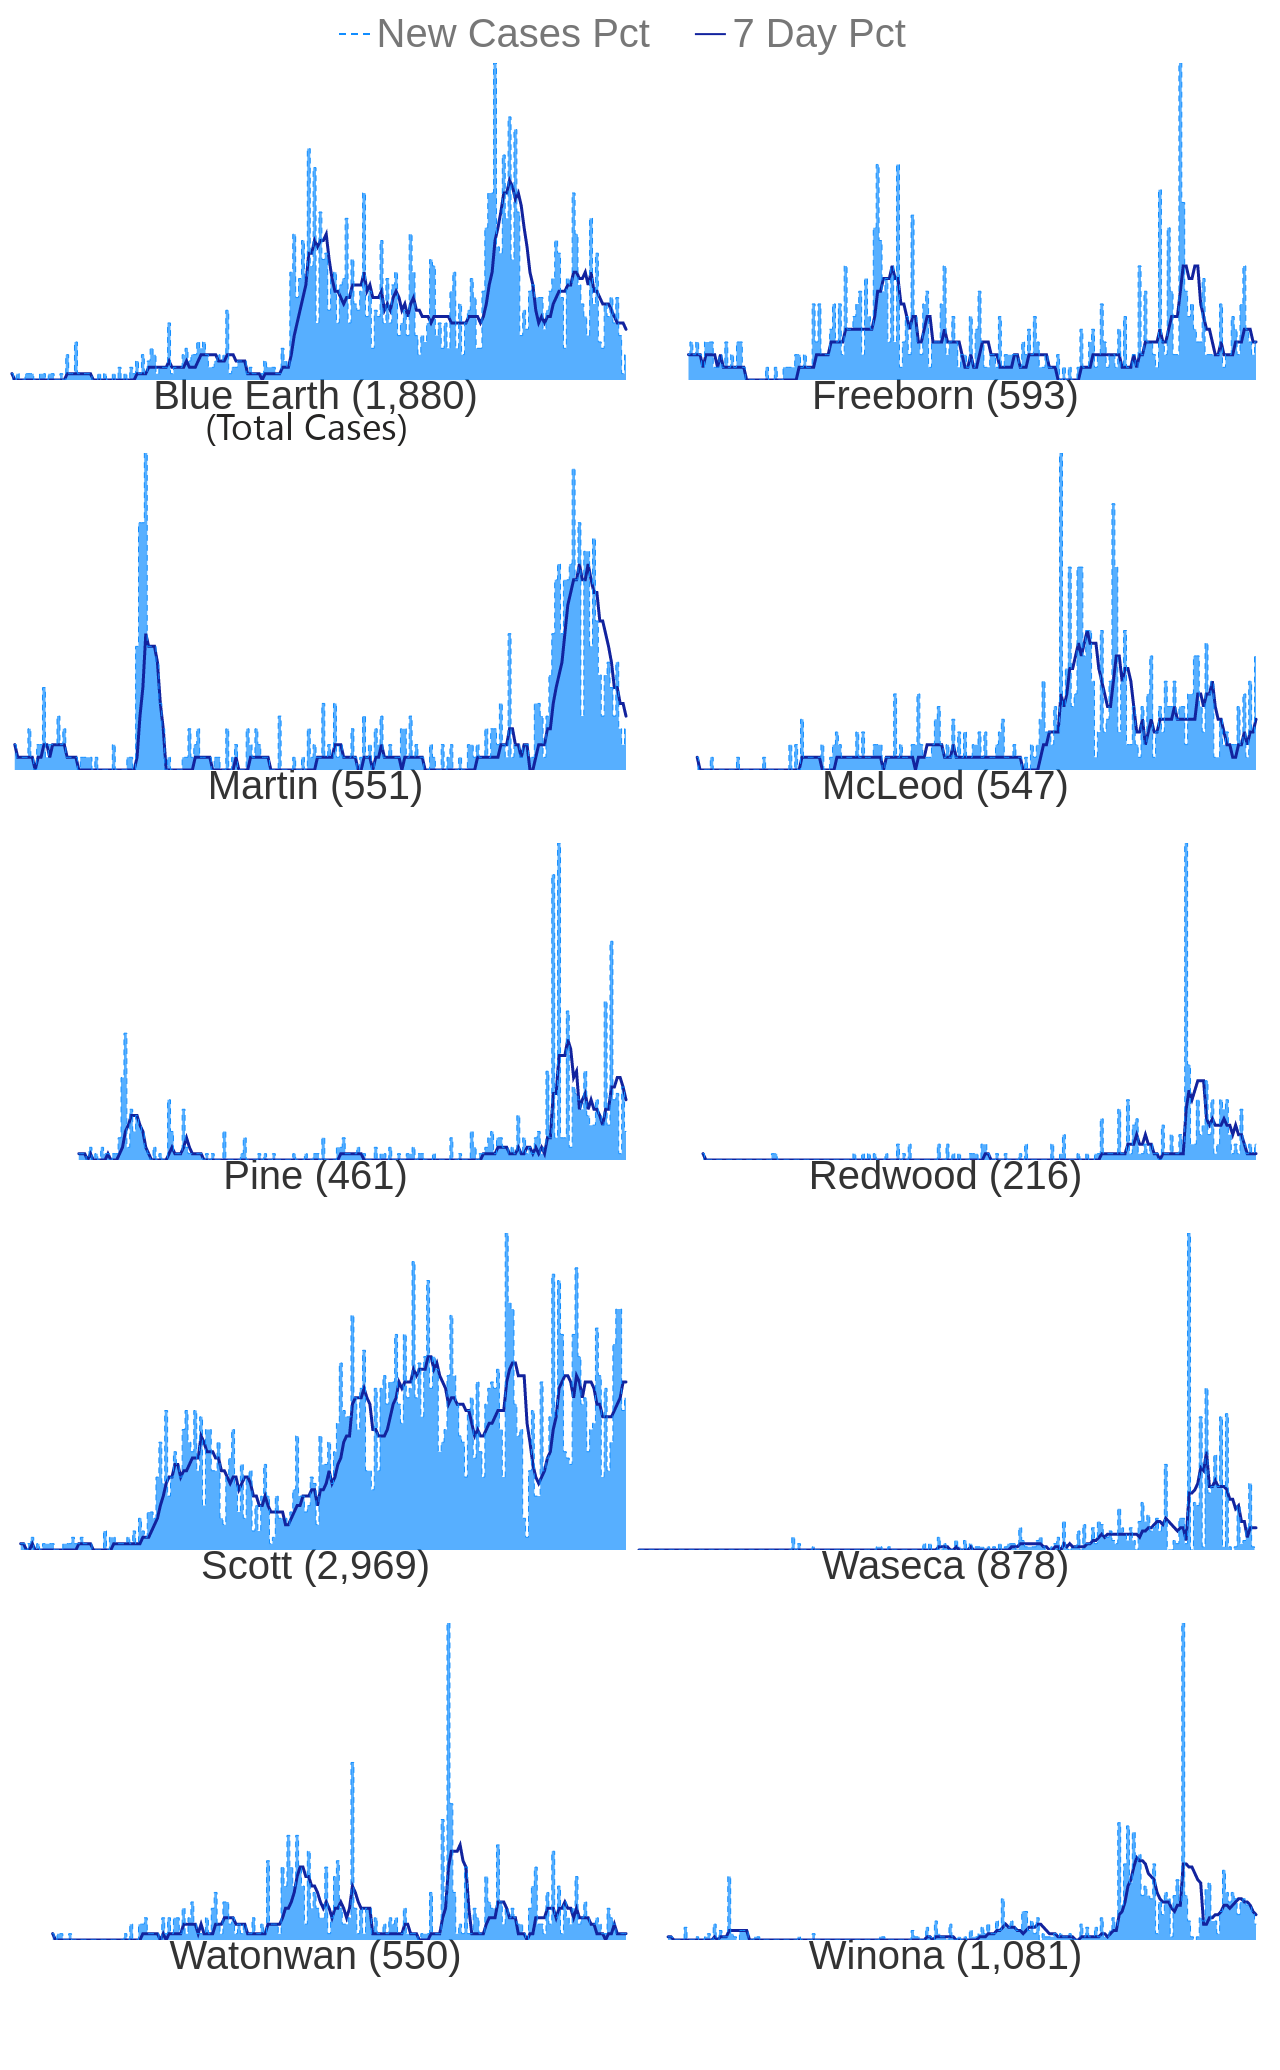 New Cases Pct 7 Day Pct
Blue Earth (1,880) Freeborn (593)
(Total Cases)
Martin (551) McLeod (547)
Pine (461) Redwood (216)
Scott (2,969) Waseca (878)
Watonwan (550) Winona (1,081)